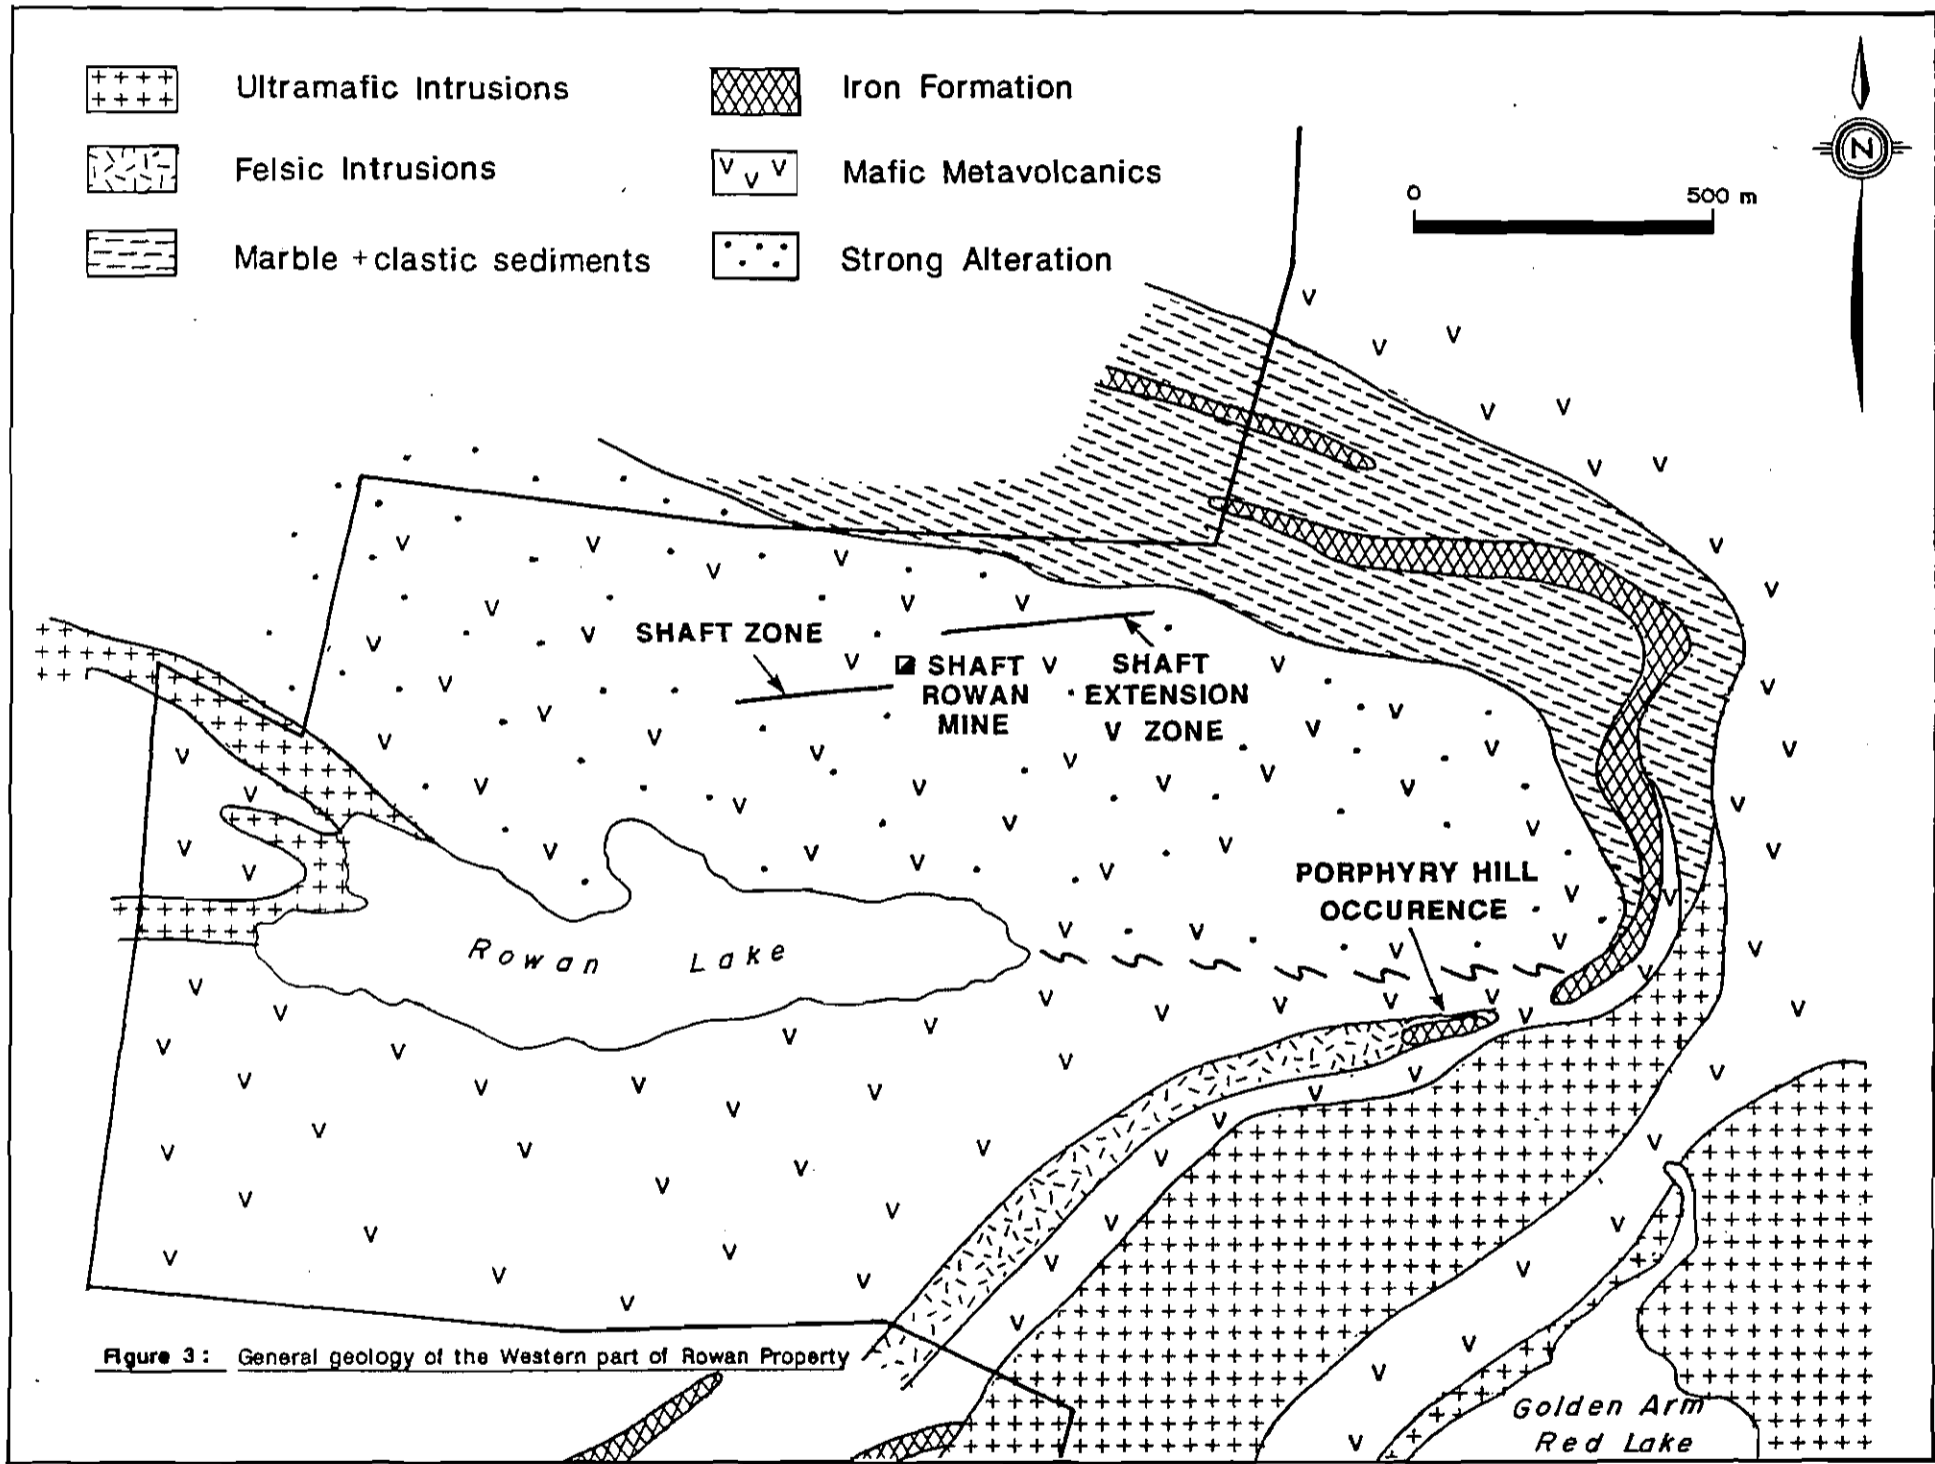 Ultramafic Intrusions
Iron Formation
Felsic Intrusions
Mafic Metavolcanics
Marble + clastic sediments
Strong Alteration
N
0 500 m
SHAFT ZONE
SHAFT
ROWAN
MINE
SHAFT
EXTENSION
ZONE
PORPHYRY HILL
OCCURENCE
Rowan Lake
Figure 3: General geology of the Western part of Rowan Property
Golden Arm
Red Lake